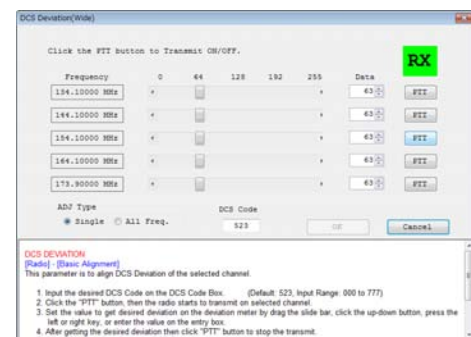 DCS Deviation(Wide)
Click the PTT button to Transmit ON/OFF.
RX
Frequency 0 64 128 192 255 Data
134.10000 MHz 63 PTT
144.10000 MHz 63 PTT
154.10000 MHz 63 PTT
164.10000 MHz 63 PTT
173.90000 MHz 63 PTT
ADJ Type DCS Code
Single All Freq. 523 OK Cancel
DCS DEVIATION
[Radio] - [Basic Alignment]
This parameter is to align DCS Deviation of the selected channel.
1. Input the desired DCS Code on the DCS Code Box. (Default: 523, Input Range: 000 to 777)
2. Click the "PTT" button, then the radio starts to transmit on selected channel.
3. Set the value to get desired deviation on the deviation meter by drag the slide bar, click the up-down button, press the
left or right key, or enter the value on the entry box.
4. After getting the desired deviation then click "PTT" button to stop the transmit.